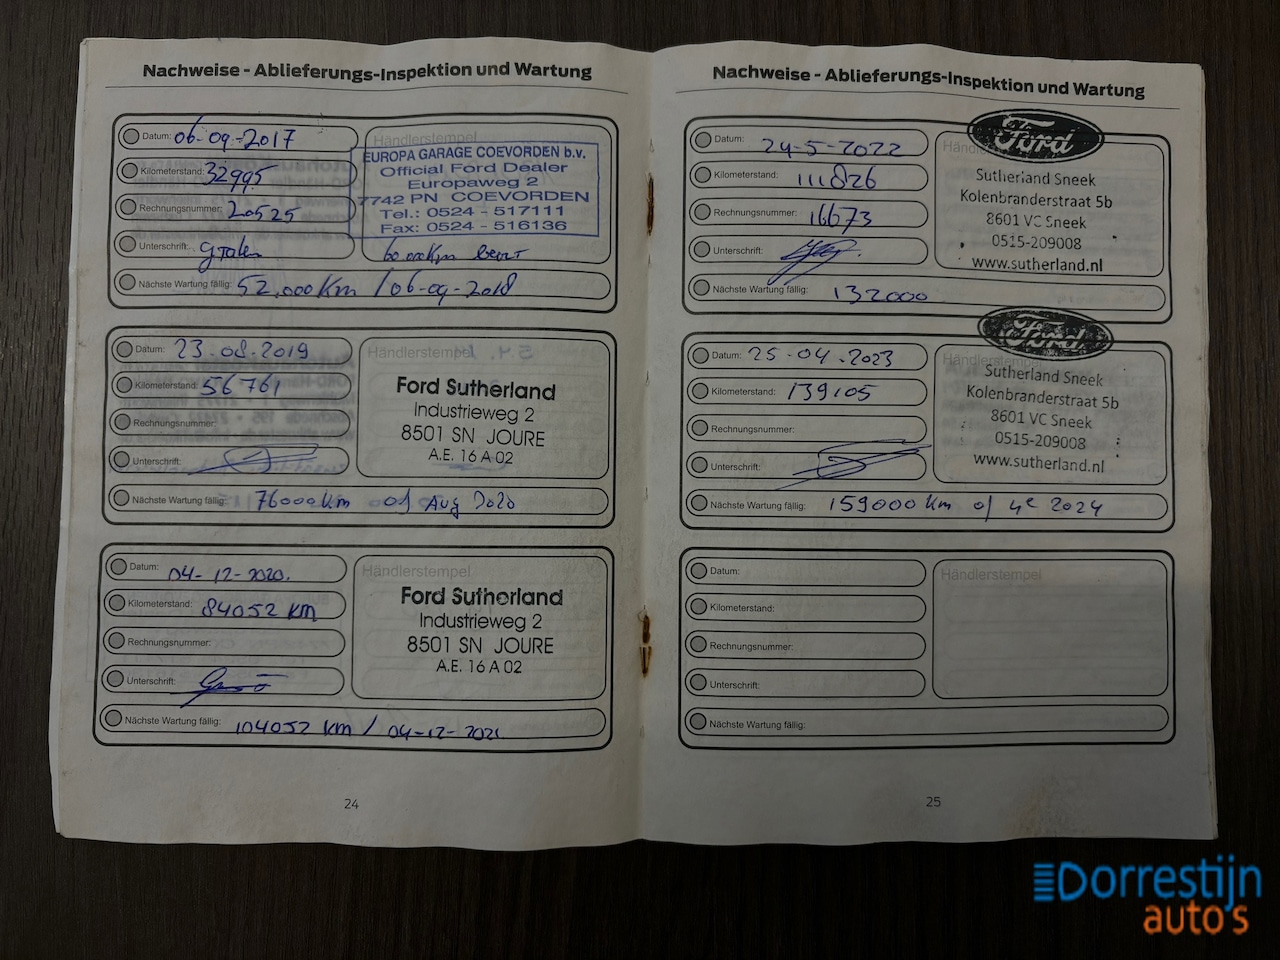 Nachweise - Ablieferungs-Inspektion und Wartung
Datum: 06-09-2017
Kilometerstand: 32995
Rechnungsnummer: 20525
Unterschrift:
Händlerstempel
EUROPA GARAGE COEVORDEN b.v.
Official Ford Dealer
Europaweg 2
7742 PN COEVORDEN
Tel.: 0524 - 517111
Fax: 0524 - 516136
60.000km beurt
Nächste Wartung fällig: 52.000 Km / 06-09-2018
Datum: 23-08-2019
Kilometerstand: 56761
Rechnungsnummer:
Unterschrift:
Händlerstempel
Ford Sutherland
Industrieweg 2
8501 SN JOURE
A.E. 16 A 02
Nächste Wartung fällig: 76000km of Aug 2020
Datum: 04-12-2020.
Kilometerstand: 84052 KM
Rechnungsnummer:
Unterschrift:
Händlerstempel
Ford Sutherland
Industrieweg 2
8501 SN JOURE
A.E. 16 A 02
Nächste Wartung fällig: 104052 KM / 04-12-2021
24
Nachweise - Ablieferungs-Inspektion und Wartung
Datum: 24-5-2022
Kilometerstand: 111826
Rechnungsnummer: 16673
Unterschrift:
Ford
Sutherland Sneek
Kolenbranderstraat 5b
8601 VC Sneek
0515-209008
www.sutherland.nl
Nächste Wartung fällig: 132000
Datum: 25-04-2023
Kilometerstand: 139105
Rechnungsnummer:
Unterschrift:
Ford
Händlerstempel
Sutherland Sneek
Kolenbranderstraat 5b
8601 VC Sneek
0515-209008
www.sutherland.nl
Nächste Wartung fällig: 159000 Km of 4e 2024
Datum:
Kilometerstand:
Rechnungsnummer:
Unterschrift:
Händlerstempel
Nächste Wartung fällig:
25
Dorrestijn
auto's